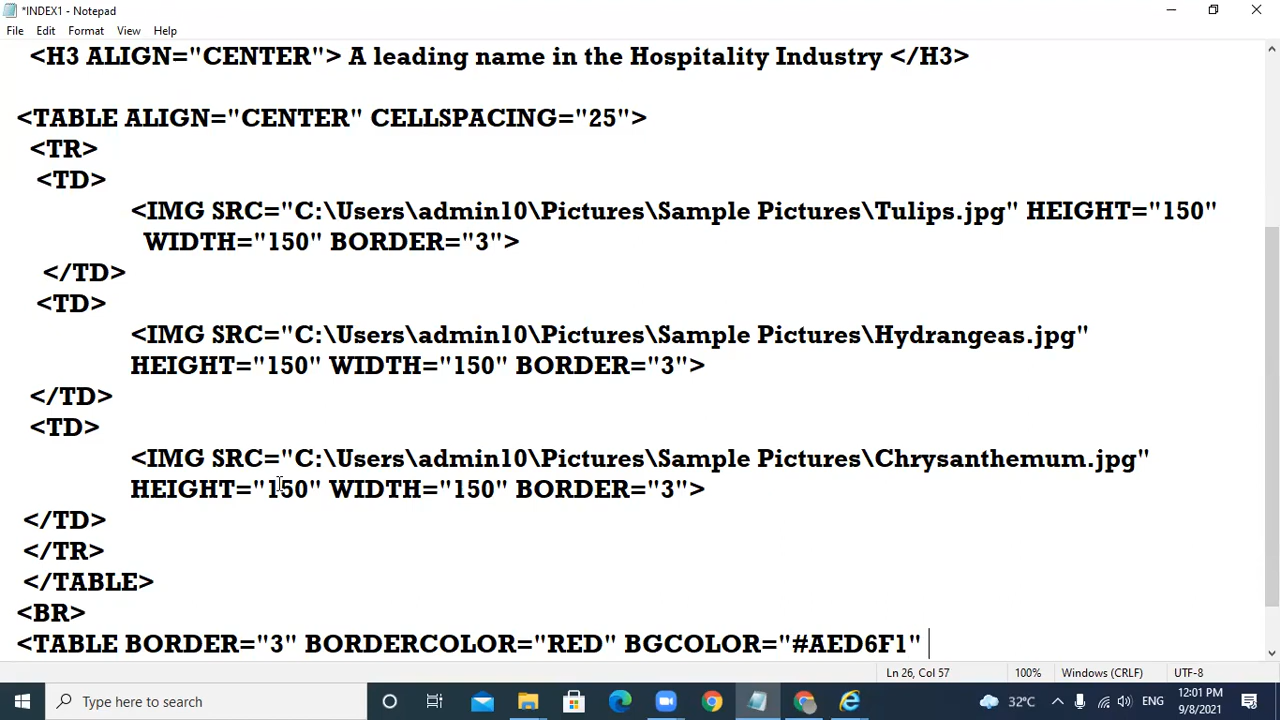 *INDEX1 - Notepad
File Edit Format View Help
<H3 ALIGN="CENTER"> A leading name in the Hospitality Industry </H3>
<TABLE ALIGN="CENTER" CELLSPACING="25">
<TR>
<TD>
<IMG SRC="C:\Users\admin10\Pictures\Sample Pictures\Tulips.jpg" HEIGHT="150"
WIDTH="150" BORDER="3">
</TD>
<TD>
<IMG SRC="C:\Users\admin10\Pictures\Sample Pictures\Hydrangeas.jpg"
HEIGHT="150" WIDTH="150" BORDER="3">
</TD>
<TD>
<IMG SRC="C:\Users\admin10\Pictures\Sample Pictures\Chrysanthemum.jpg"
HEIGHT="150" WIDTH="150" BORDER="3">
</TD>
</TR>
</TABLE>
<BR>
<TABLE BORDER="3" BORDERCOLOR="RED" BGCOLOR="#AED6F1"
Ln 26, Col 57 100% Windows (CRLF) UTF-8
Type here to search 32°C ENG 12:01 PM
9/8/2021